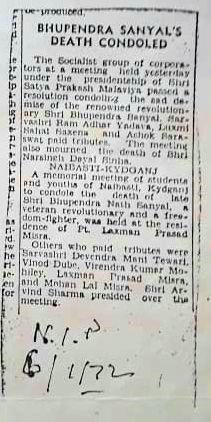 be produced.
BHUPENDRA SANYAL'S
DEATH CONDOLED
The Socialist group of corpora-
tors at a meeting held yesterday
under the presidentship of Shri
Satya Prakash Malaviya passed a
resolution condoling the sad de-
mise of the renowned revolution-
ary Shri Bhupendra Sanyal. Sar-
vashri Ram Adhar Yadava, Laxmi
Sahai Saxena and Ashok Saras-
wat paid tributes. The meeting
also mourned the death of Shri
Narsingh Dayal Sinha.
NAIBASTI-KYDGANJ
A memorial meeting of students
and youths of Naibasti, Kydganj
to condole the death of late
Shri Bhupendra Nath Sanyal, a
veteran revolutionary and a free-
dom-fighter, was held at the resi-
dence of Pt. Laxman Prasad
Misra.
Others who paid tributes were
Sarvashri Devendra Mani Tewari,
Vinod Dube, Virendra Kumar Mo-
hiley, Laxman Prasad Misra,
and Mohan Lal Misra. Shri Ar-
vind Sharma presided over the
meeting.
N.I.P
6/1/72